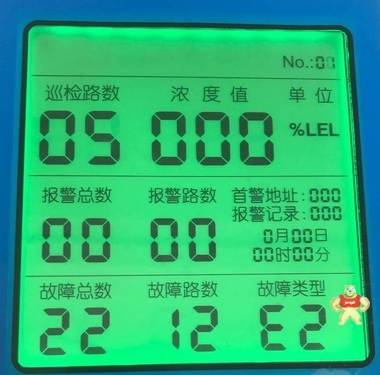 No.:07
巡检路数 浓度值 单位
05 000 %LEL
报警总数 报警路数 首警地址:000
报警记录:000
00 00 0月00日
00时00分
故障总数 故障路数 故障类型
22 12 E2